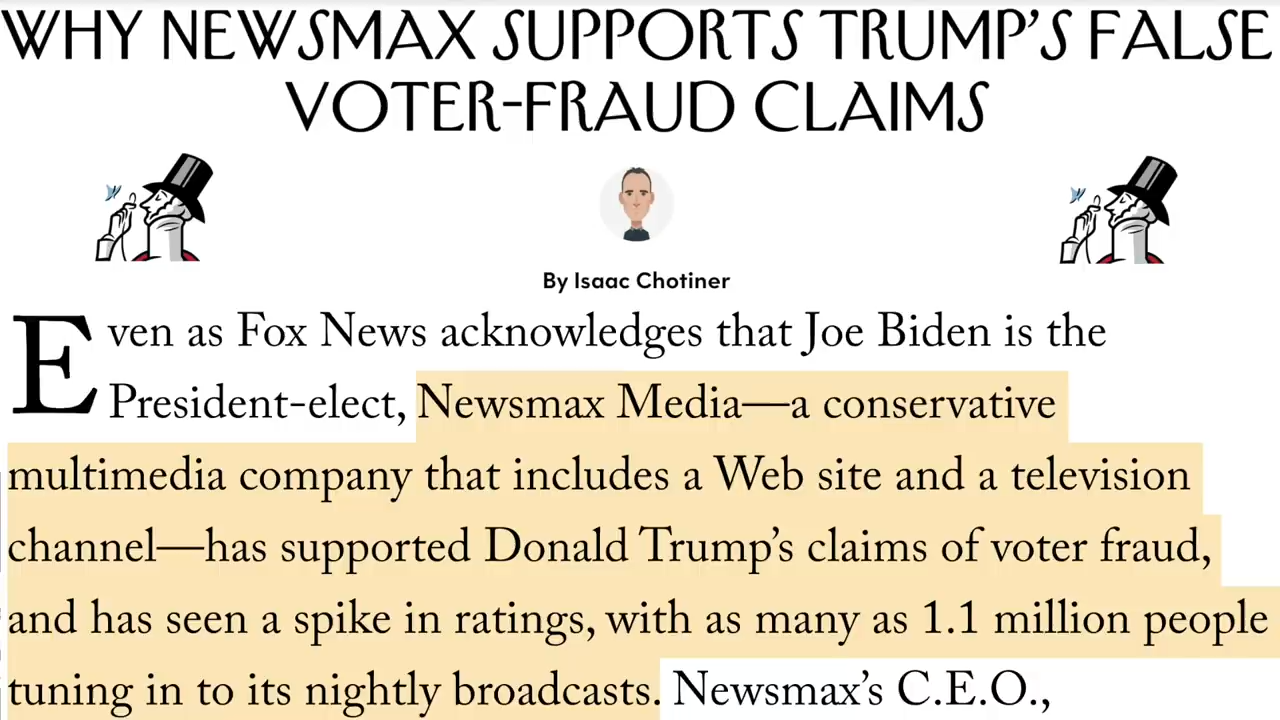 WHY NEWSMAX SUPPORTS TRUMP'S FALSE
VOTER-FRAUD CLAIMS
By Isaac Chotiner
Even as Fox News acknowledges that Joe Biden is the
President-elect, Newsmax Media—a conservative
multimedia company that includes a Web site and a television
channel—has supported Donald Trump's claims of voter fraud,
and has seen a spike in ratings, with as many as 1.1 million people
tuning in to its nightly broadcasts. Newsmax's C.E.O.,